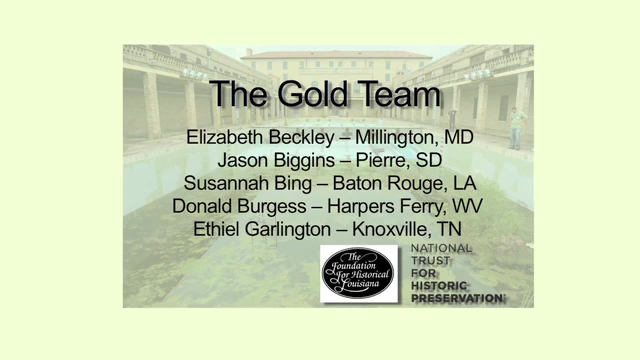 The Gold Team
Elizabeth Beckley – Millington, MD
Jason Biggins – Pierre, SD
Susannah Bing – Baton Rouge, LA
Donald Burgess – Harpers Ferry, WV
Ethiel Garlington – Knoxville, TN
The
Foundation
For Historical
Louisiana
NATIONAL
TRUST
FOR
HISTORIC
PRESERVATION